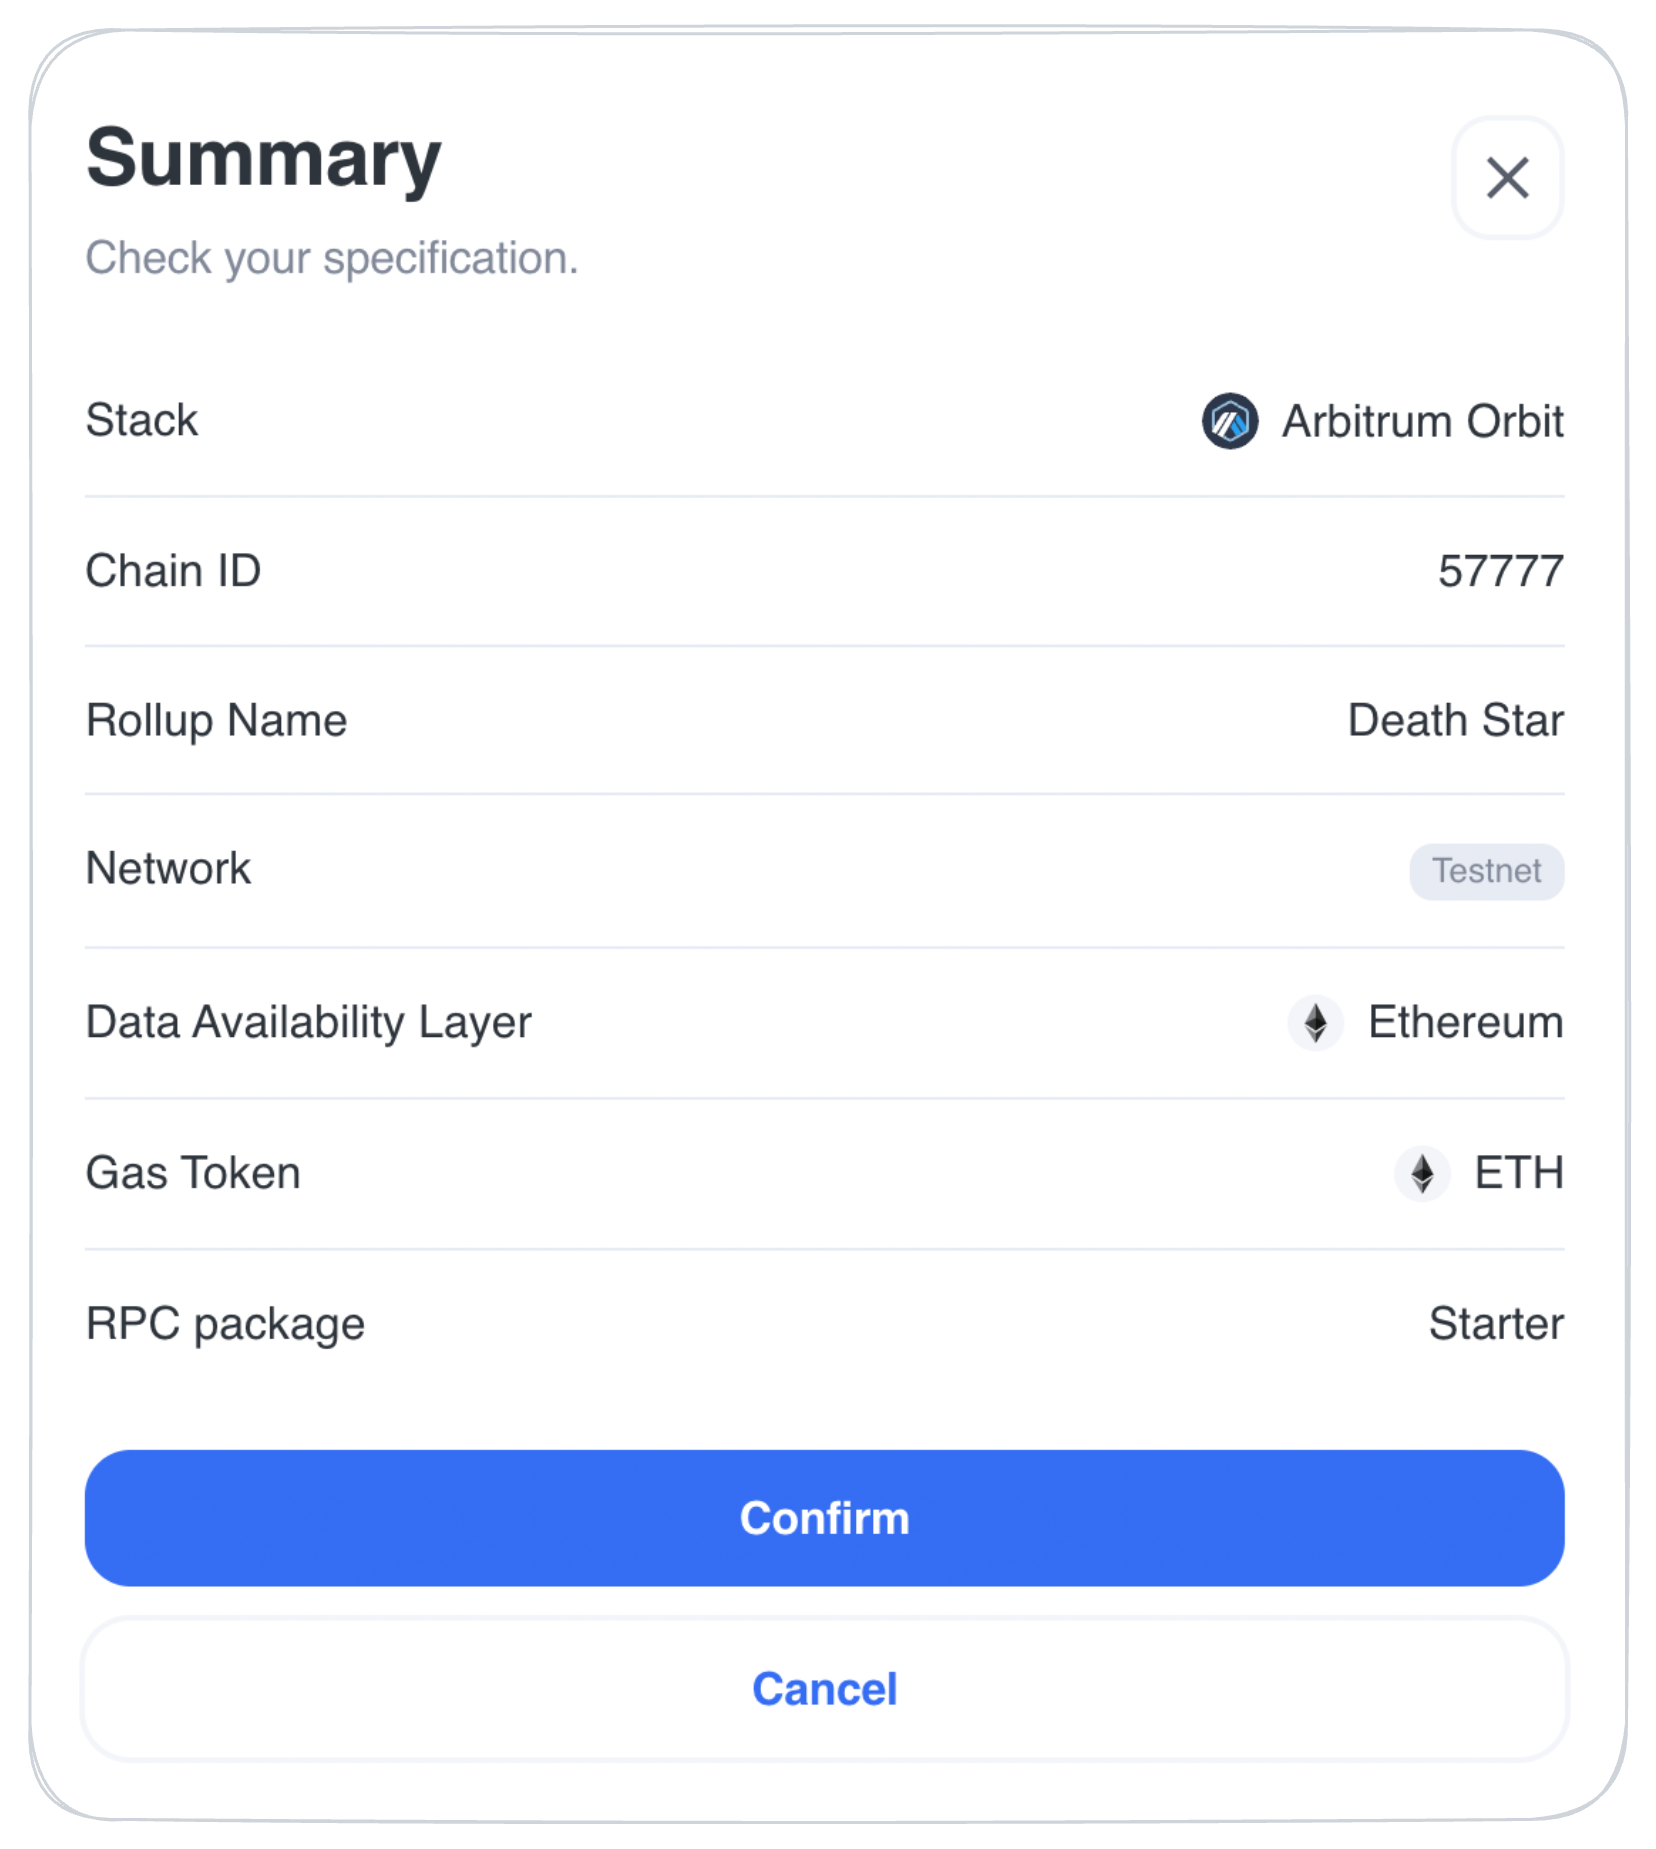 Summary
Check your specification.
Stack Arbitrum Orbit
Chain ID 57777
Rollup Name Death Star
Network Testnet
Data Availability Layer Ethereum
Gas Token ETH
RPC package Starter
Confirm
Cancel